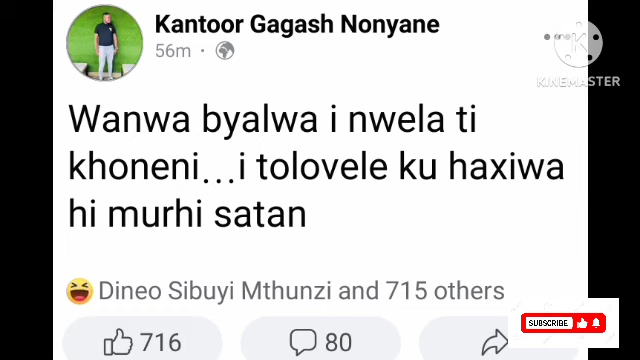 Kantoor Gagash Nonyane
56m ·
KINEMASTER
Wanwa byalwa i nwela ti
khoneni...i tolovele ku haxiwa
hi murhi satan
Dineo Sibuyi Mthunzi and 715 others
SUBSCRIBE
716
80